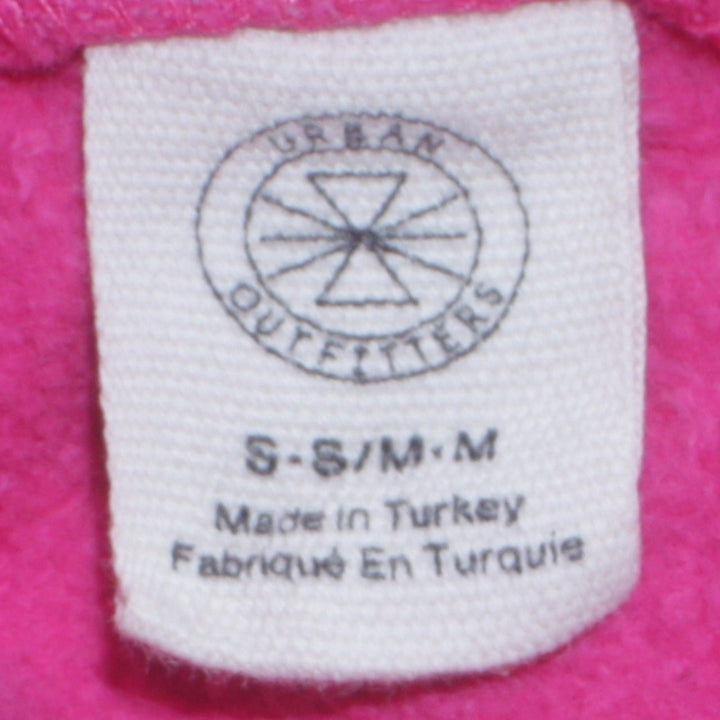 URBAN
OUTFITTERS
S-S/M·M
Made in Turkey
Fabriqué En Turquie